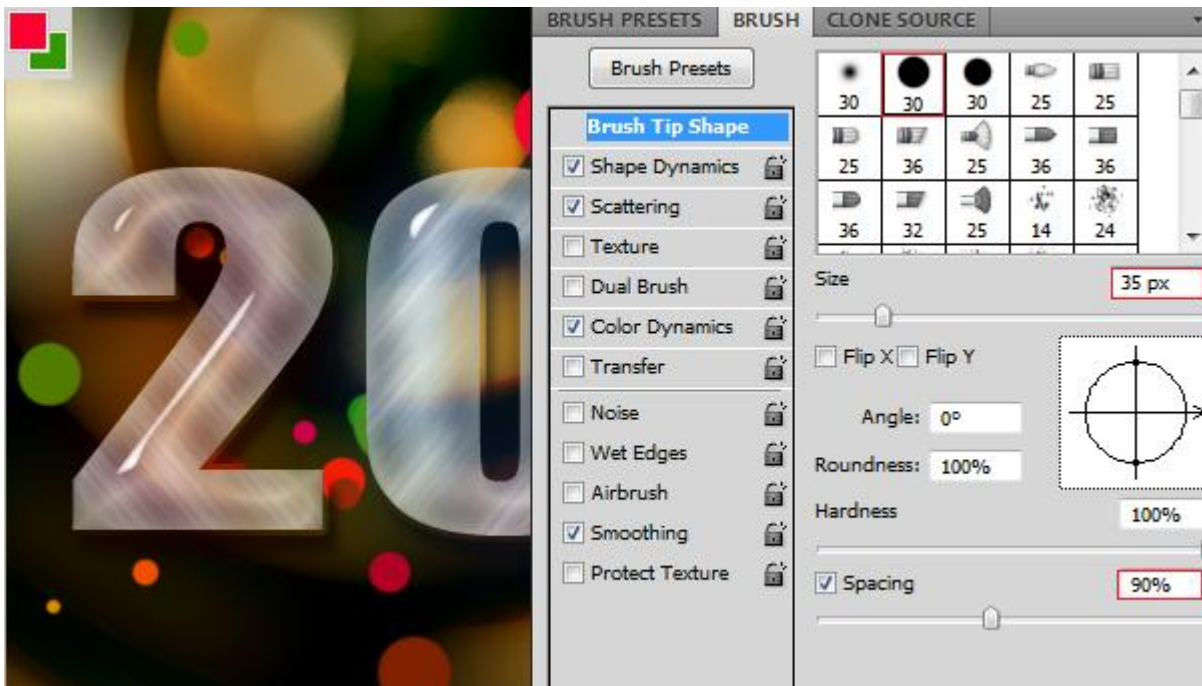 20
BRUSH PRESETS BRUSH CLONE SOURCE
Brush Presets
Brush Tip Shape
Shape Dynamics
Scattering
Texture
Dual Brush
Color Dynamics
Transfer
Noise
Wet Edges
Airbrush
Smoothing
Protect Texture
30 30 30 25 25
25 36 25 36 36
36 32 25 14 24
Size 35 px
Flip X Flip Y
Angle: 0º
Roundness: 100%
Hardness 100%
Spacing 90%